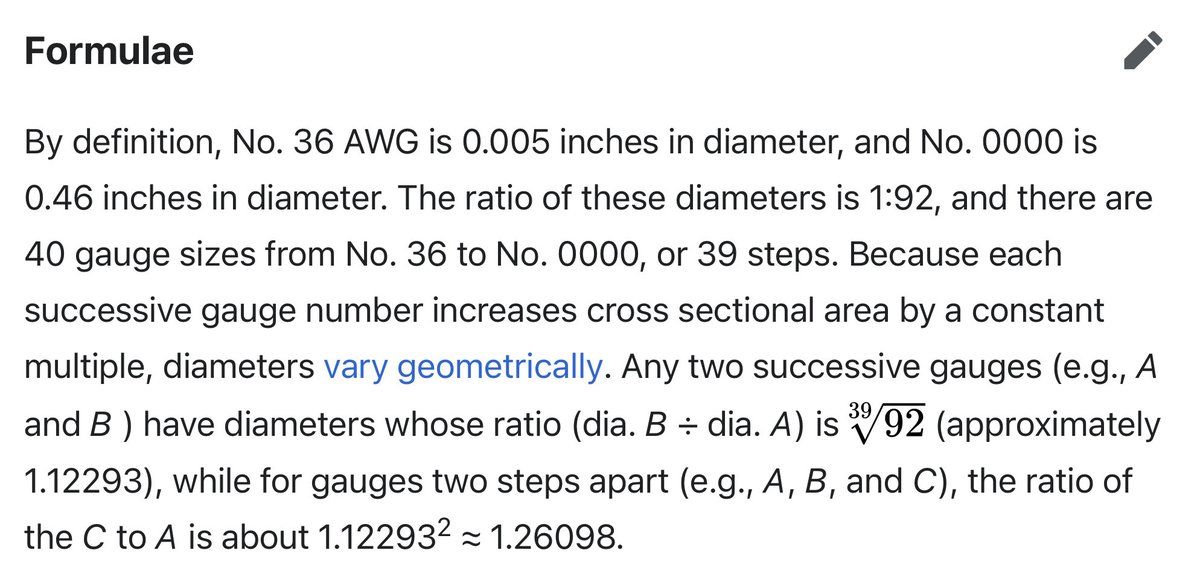 Formulae
By definition, No. 36 AWG is 0.005 inches in diameter, and No. 0000 is
0.46 inches in diameter. The ratio of these diameters is 1:92, and there are
40 gauge sizes from No. 36 to No. 0000, or 39 steps. Because each
successive gauge number increases cross sectional area by a constant
multiple, diameters vary geometrically. Any two successive gauges (e.g., A
and B ) have diameters whose ratio (dia. B ÷ dia. A) is ³⁹√92 (approximately
1.12293), while for gauges two steps apart (e.g., A, B, and C), the ratio of
the C to A is about 1.12293² ≈ 1.26098.